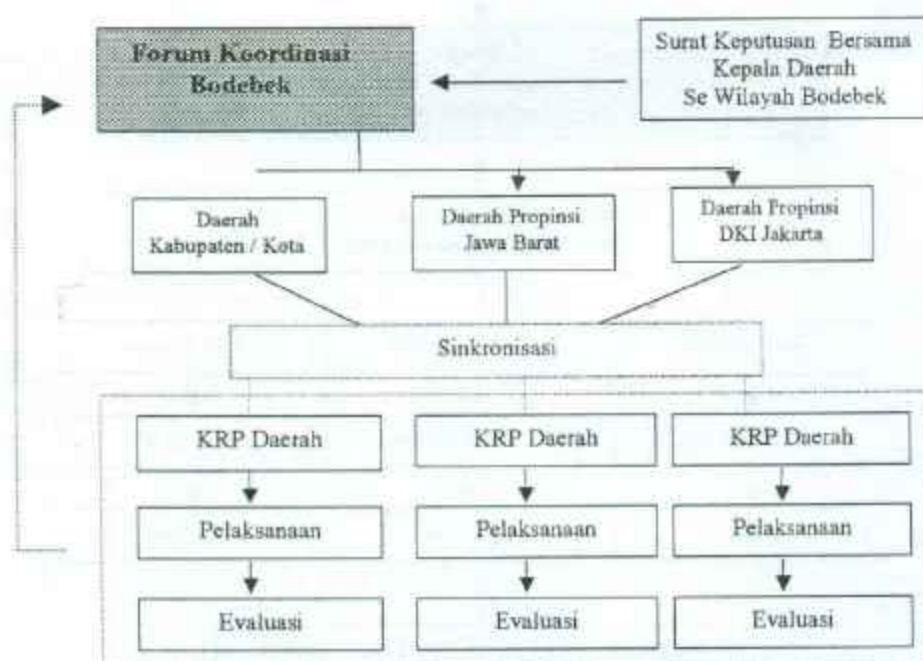 Forum Koordinasi
Bodebek
Surat Keputusan Bersama
Kepala Daerah
Se Wilayah Bodebek
Daerah
Kabupaten / Kota
Daerah Propinsi
Jawa Barat
Daerah Propinsi
DKI Jakarta
Sinkronisasi
KRP Daerah
KRP Daerah
KRP Daerah
Pelaksanaan
Pelaksanaan
Pelaksanaan
Evaluasi
Evaluasi
Evaluasi